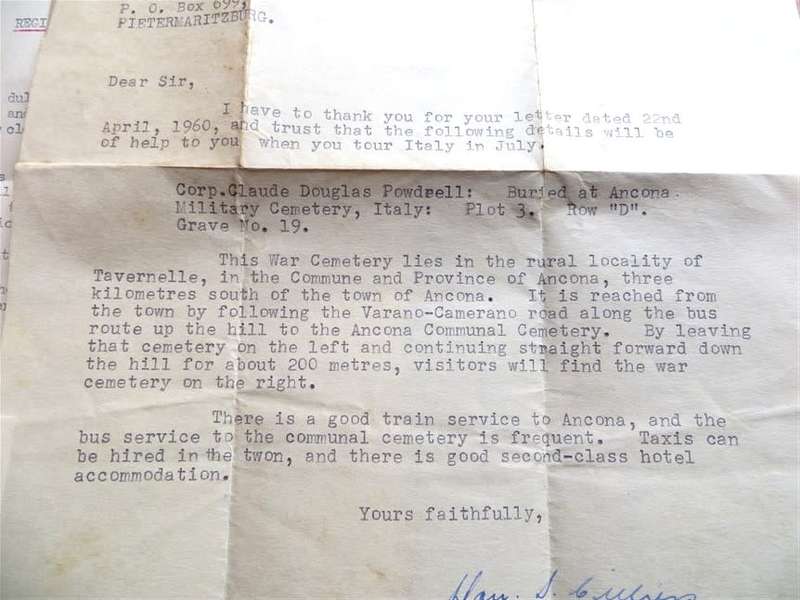 P. O. Box 699,
PIETERMARITZBURG.
REGI
Dear Sir,
I have to thank you for your letter dated 22nd
April, 1960, and trust that the following details will be
of help to you when you tour Italy in July.
Corp.Claude Douglas Powdrell: Buried at Ancona
Military Cemetery, Italy: Plot 3. Row "D".
Grave No. 19.
This War Cemetery lies in the rural locality of
Tavernelle, in the Commune and Province of Ancona, three
kilometres south of the town of Ancona. It is reached from
the town by following the Varano-Camerano road along the bus
route up the hill to the Ancona Communal Cemetery. By leaving
that cemetery on the left and continuing straight forward down
the hill for about 200 metres, visitors will find the war
cemetery on the right.
There is a good train service to Ancona, and the
bus service to the communal cemetery is frequent. Taxis can
be hired in the twon, and there is good second-class hotel
accommodation.
Yours faithfully,